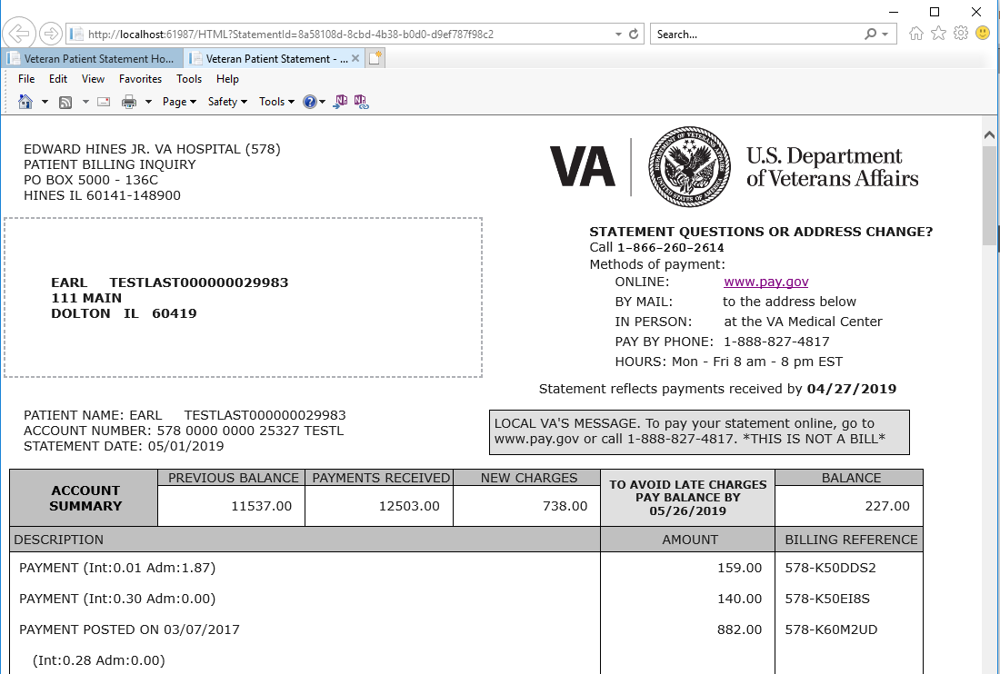 http://localhost:61987/HTML?StatementId=8a58108d-8cbd-4b38-b0d0-d9ef787f98c2
Search...
Veteran Patient Statement Ho...
Veteran Patient Statement - ...
File Edit View Favorites Tools Help
Page Safety Tools
EDWARD HINES JR. VA HOSPITAL (578)
PATIENT BILLING INQUIRY
PO BOX 5000 - 136C
HINES IL 60141-148900
VA
DEPARTMENT OF VETERANS AFFAIRS
UNITED STATES OF AMERICA
U.S. Department
of Veterans Affairs
EARL TESTLAST000000029983
111 MAIN
DOLTON IL 60419
STATEMENT QUESTIONS OR ADDRESS CHANGE?
Call 1-866-260-2614
Methods of payment:
ONLINE: www.pay.gov
BY MAIL: to the address below
IN PERSON: at the VA Medical Center
PAY BY PHONE: 1-888-827-4817
HOURS: Mon - Fri 8 am - 8 pm EST
Statement reflects payments received by 04/27/2019
PATIENT NAME: EARL TESTLAST000000029983
ACCOUNT NUMBER: 578 0000 0000 25327 TESTL
STATEMENT DATE: 05/01/2019
LOCAL VA'S MESSAGE. To pay your statement online, go to
www.pay.gov or call 1-888-827-4817. *THIS IS NOT A BILL*
ACCOUNT
SUMMARY
PREVIOUS BALANCE PAYMENTS RECEIVED NEW CHARGES
TO AVOID LATE CHARGES
PAY BALANCE BY
05/26/2019
BALANCE
11537.00 12503.00 738.00 227.00
DESCRIPTION AMOUNT BILLING REFERENCE
PAYMENT (Int:0.01 Adm:1.87) 159.00 578-K50DDS2
PAYMENT (Int:0.30 Adm:0.00) 140.00 578-K50EI8S
PAYMENT POSTED ON 03/07/2017 882.00 578-K60M2UD
(Int:0.28 Adm:0.00)